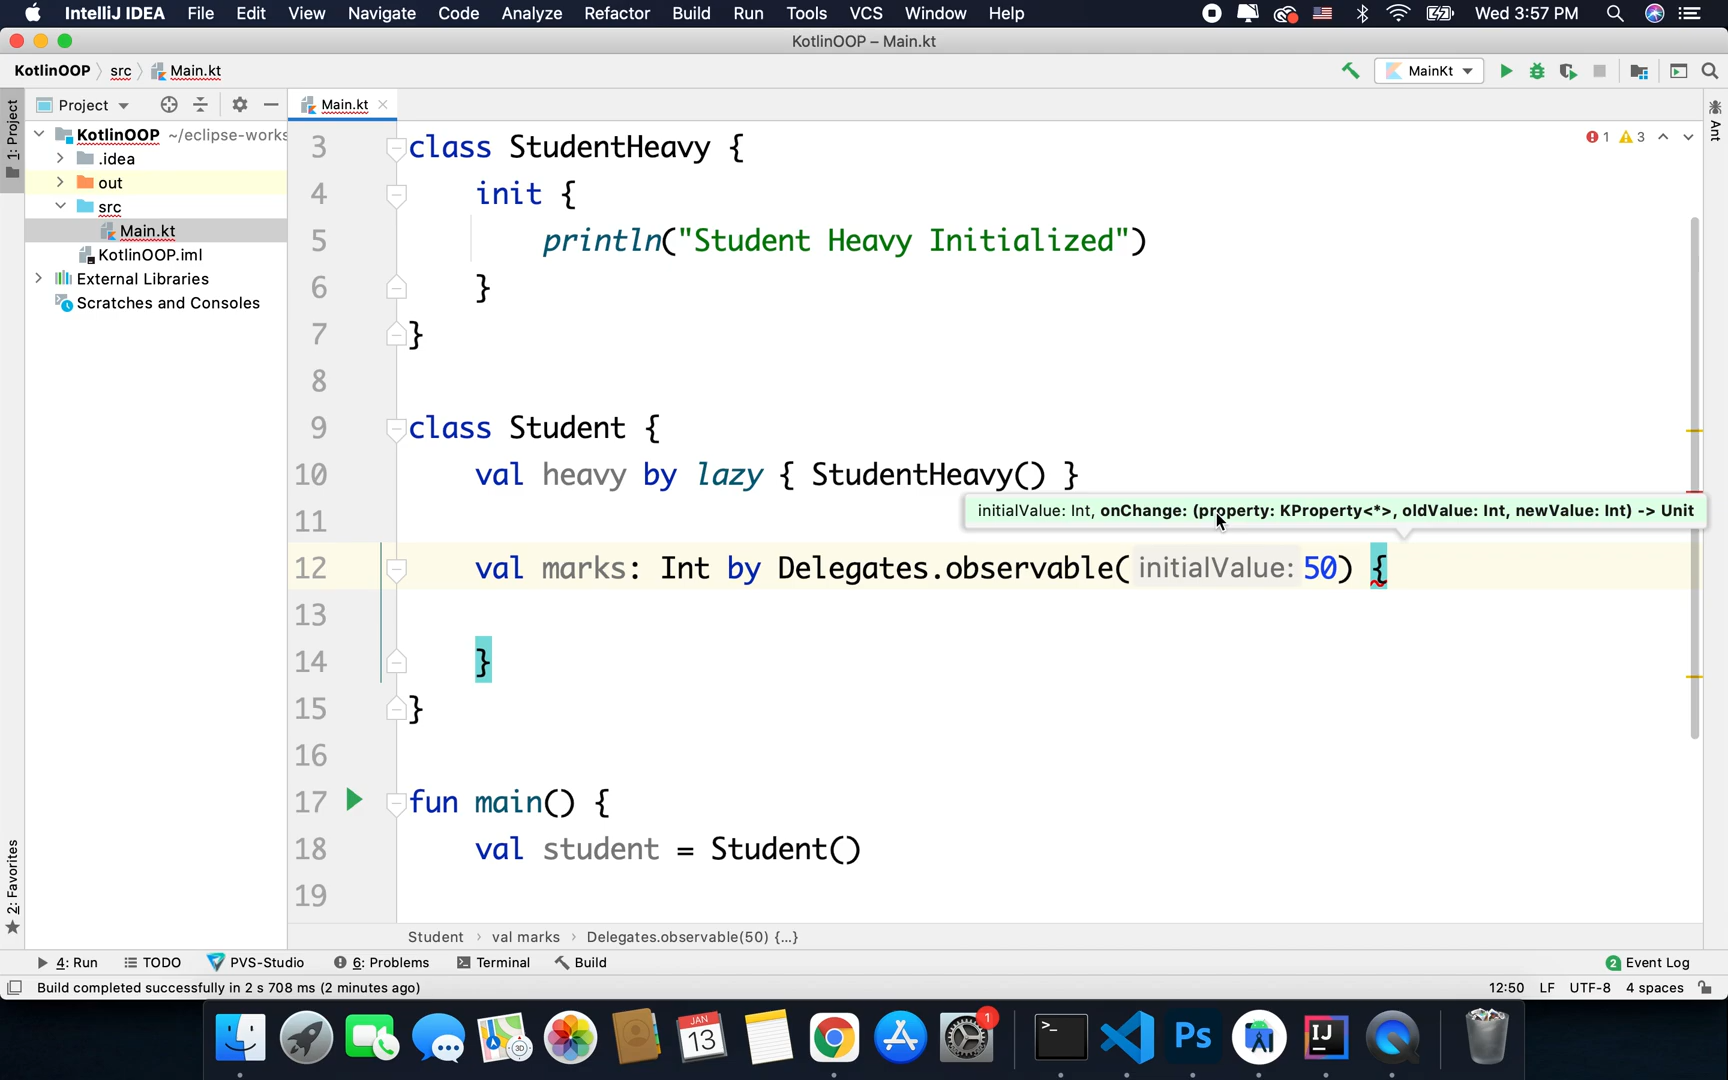 IntelliJ IDEA File Edit View Navigate Code Analyze Refactor Build Run Tools VCS Window Help Wed 3:57 PM
KotlinOOP – Main.kt
KotlinOOP src Main.kt MainKt
1: Project
Project
Main.kt
Ant
KotlinOOP ~/eclipse-works
.idea
out
src
Main.kt
KotlinOOP.iml
External Libraries
Scratches and Consoles
1 3
3 class StudentHeavy {
4 init {
5 println("Student Heavy Initialized")
6 }
7 }
8
9 class Student {
10 val heavy by lazy { StudentHeavy() }
11
initialValue: Int, onChange: (property: KProperty<*>, oldValue: Int, newValue: Int) -> Unit
12 val marks: Int by Delegates.observable( initialValue: 50) {
13
14 }
15 }
16
17 fun main() {
18 val student = Student()
19
2: Favorites
Student val marks Delegates.observable(50) {...}
4: Run TODO PVS-Studio 6: Problems Terminal Build 2 Event Log
Build completed successfully in 2 s 708 ms (2 minutes ago) 12:50 LF UTF-8 4 spaces
3D
JAN
13
1
>_
Ps
IJ